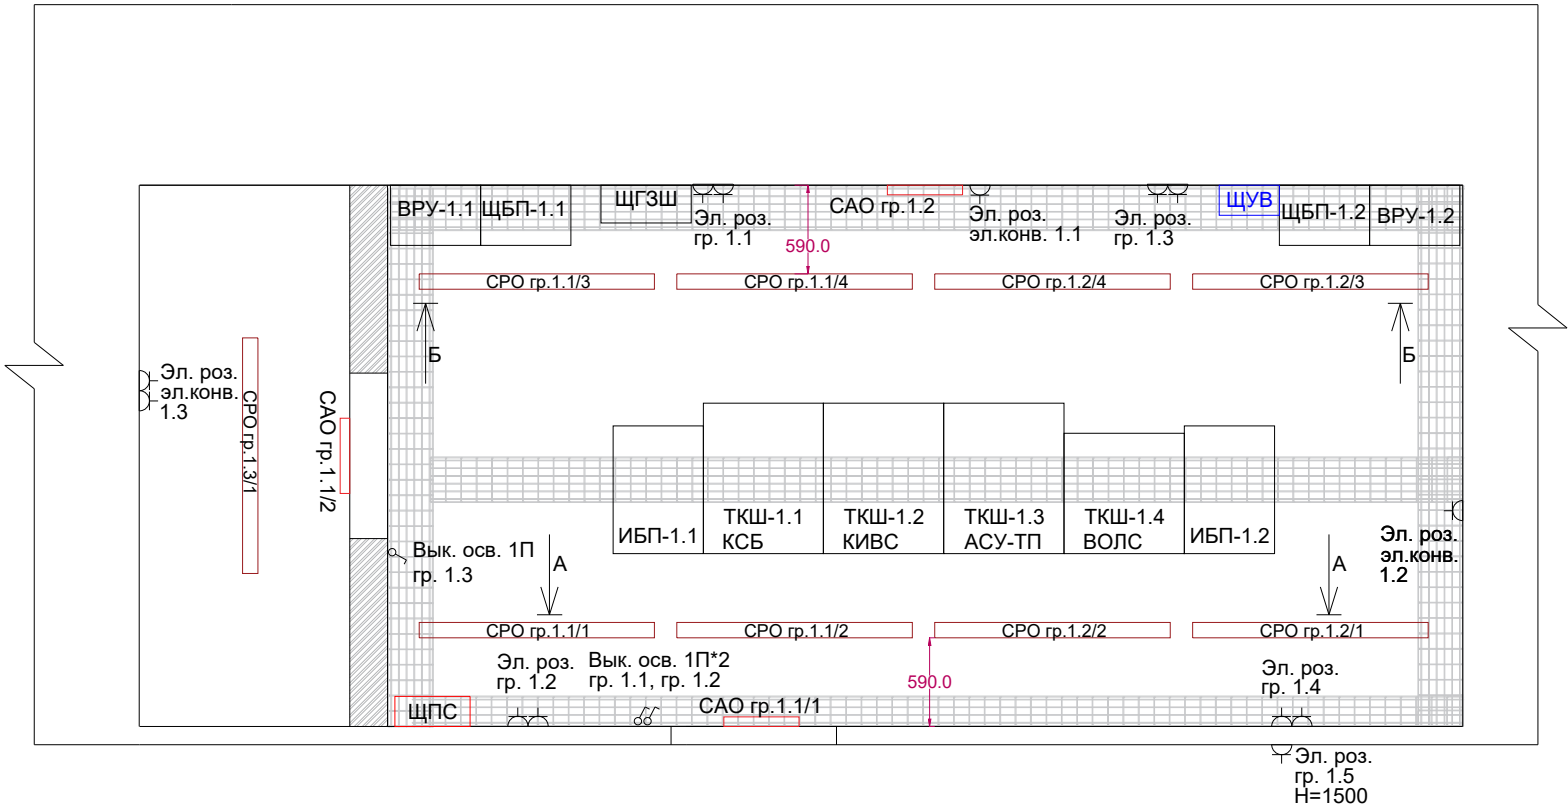 ВРУ-1.1
ЩБП-1.1
ЩГЗШ
Эл. роз.
гр. 1.1
590.0
САО гр.1.2
Эл. роз.
эл.конв. 1.1
Эл. роз.
гр. 1.3
ЩУВ
ЩБП-1.2
ВРУ-1.2
СРО гр.1.1/3
СРО гр.1.1/4
СРО гр.1.2/4
СРО гр.1.2/3
Б
Б
Эл. роз.
эл.конв.
1.3
СРО гр.1.3/1
САО гр.1.1/2
ИБП-1.1
ТКШ-1.1
КСБ
ТКШ-1.2
КИВС
ТКШ-1.3
АСУ-ТП
ТКШ-1.4
ВОЛС
ИБП-1.2
Эл. роз.
эл.конв.
1.2
Вык. осв. 1П
гр. 1.3
А
А
СРО гр.1.1/1
СРО гр.1.1/2
СРО гр.1.2/2
СРО гр.1.2/1
Эл. роз.
гр. 1.2
Вык. осв. 1П*2
гр. 1.1, гр. 1.2
590.0
Эл. роз.
гр. 1.4
ЩПС
САО гр.1.1/1
Эл. роз.
гр. 1.5
Н=1500